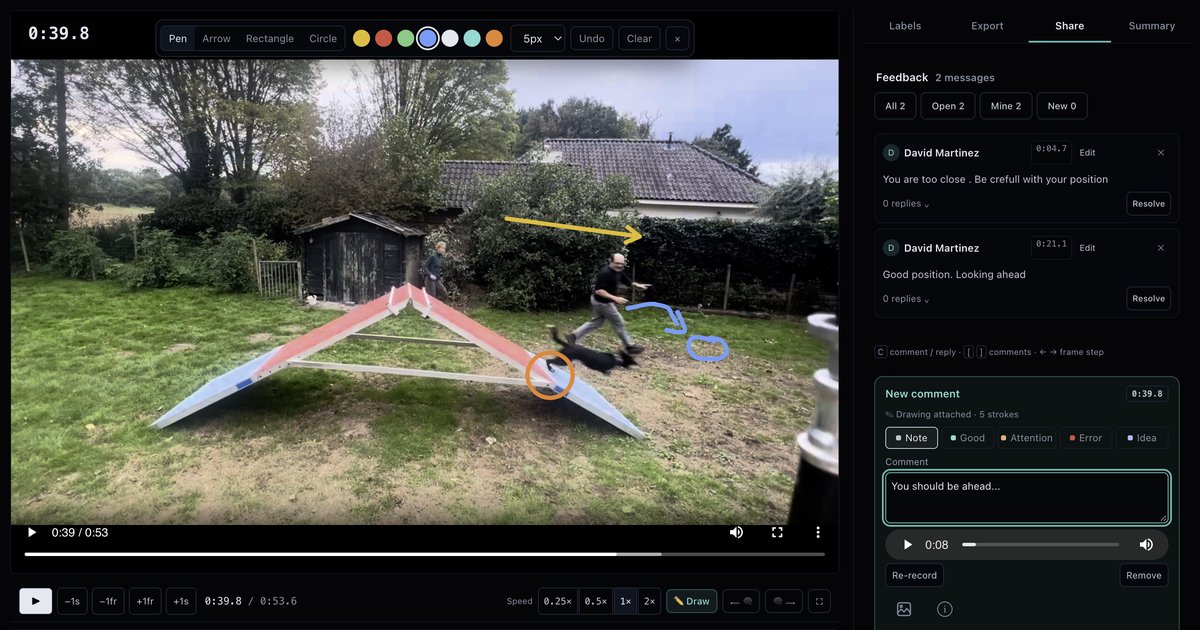 0:39.8
Pen Arrow Rectangle Circle 5px Undo Clear ×
0:39 / 0:53
−1s −1fr +1fr +1s 0:39.8 / 0:53.6 Speed 0.25× 0.5× 1× 2× Draw
Labels Export Share Summary
Feedback 2 messages
All 2 Open 2 Mine 2 New 0
D David Martinez 0:04.7 Edit ×
You are too close . Be crefull with your position
0 replies Resolve
D David Martinez 0:21.1 Edit ×
Good position. Looking ahead
0 replies Resolve
C comment / reply · [ ] comments · ← → frame step
New comment 0:39.8
Drawing attached · 5 strokes
Note Good Attention Error Idea
Comment
You should be ahead...
0:08
Re-record Remove